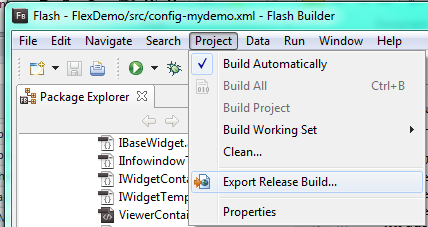 Flash - FlexDemo/src/config-mydemo.xml - Flash Builder
File Edit Navigate Search Project Data Run Window Help
Build Automatically
Build All Ctrl+B
Build Project
Build Working Set
Clean...
Export Release Build...
Properties
Package Explorer
IBaseWidget.
IInfowindowT
IWidgetConta
IWidgetTemp
ViewerContai